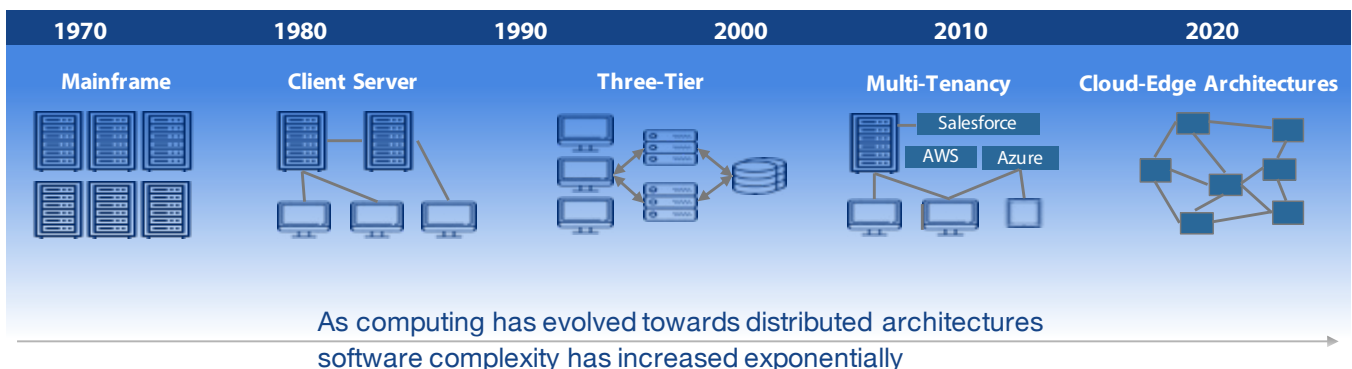 1970 1980 1990 2000 2010 2020
Mainframe Client Server Three-Tier Multi-Tenancy Cloud-Edge Architectures
Salesforce
AWS Azure
As computing has evolved towards distributed architectures
software complexity has increased exponentially